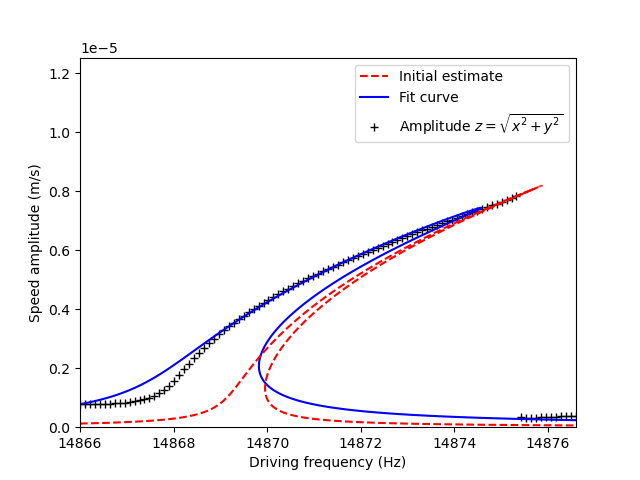 1e−5
1.2
1.0
0.8
0.6
0.4
0.2
0.0
Speed amplitude (m/s)
Initial estimate
Fit curve
Amplitude z = √x² + y²
14866 14868 14870 14872 14874 14876
Driving frequency (Hz)